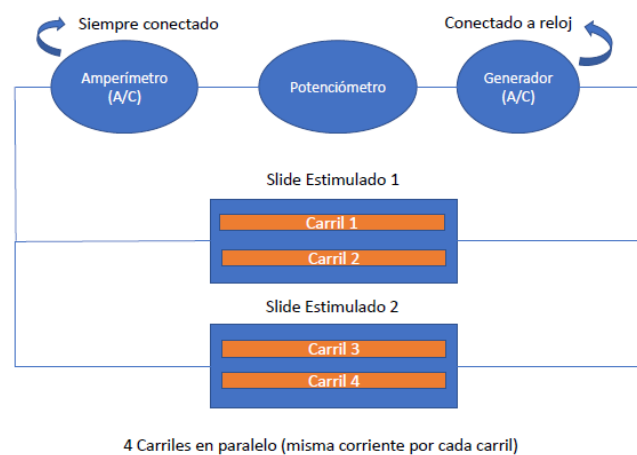 Siempre conectado
Conectado a reloj
Amperímetro
(A/C)
Potenciómetro
Generador
(A/C)
Slide Estimulado 1
Carril 1
Carril 2
Slide Estimulado 2
Carril 3
Carril 4
4 Carriles en paralelo (misma corriente por cada carril)